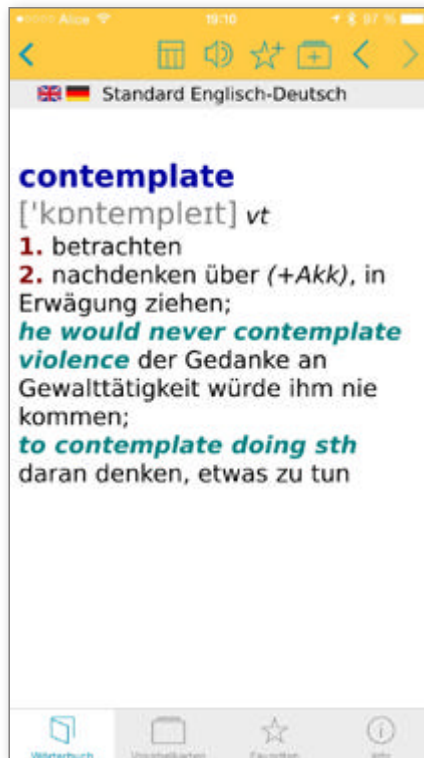 Alice 19:10 97 %
Standard Englisch-Deutsch
contemplate
['kɒntempleɪt] vt
1. betrachten
2. nachdenken über (+Akk), in
Erwägung ziehen;
he would never contemplate
violence der Gedanke an
Gewalttätigkeit würde ihm nie
kommen;
to contemplate doing sth
daran denken, etwas zu tun
Wörterbuch Favoriten